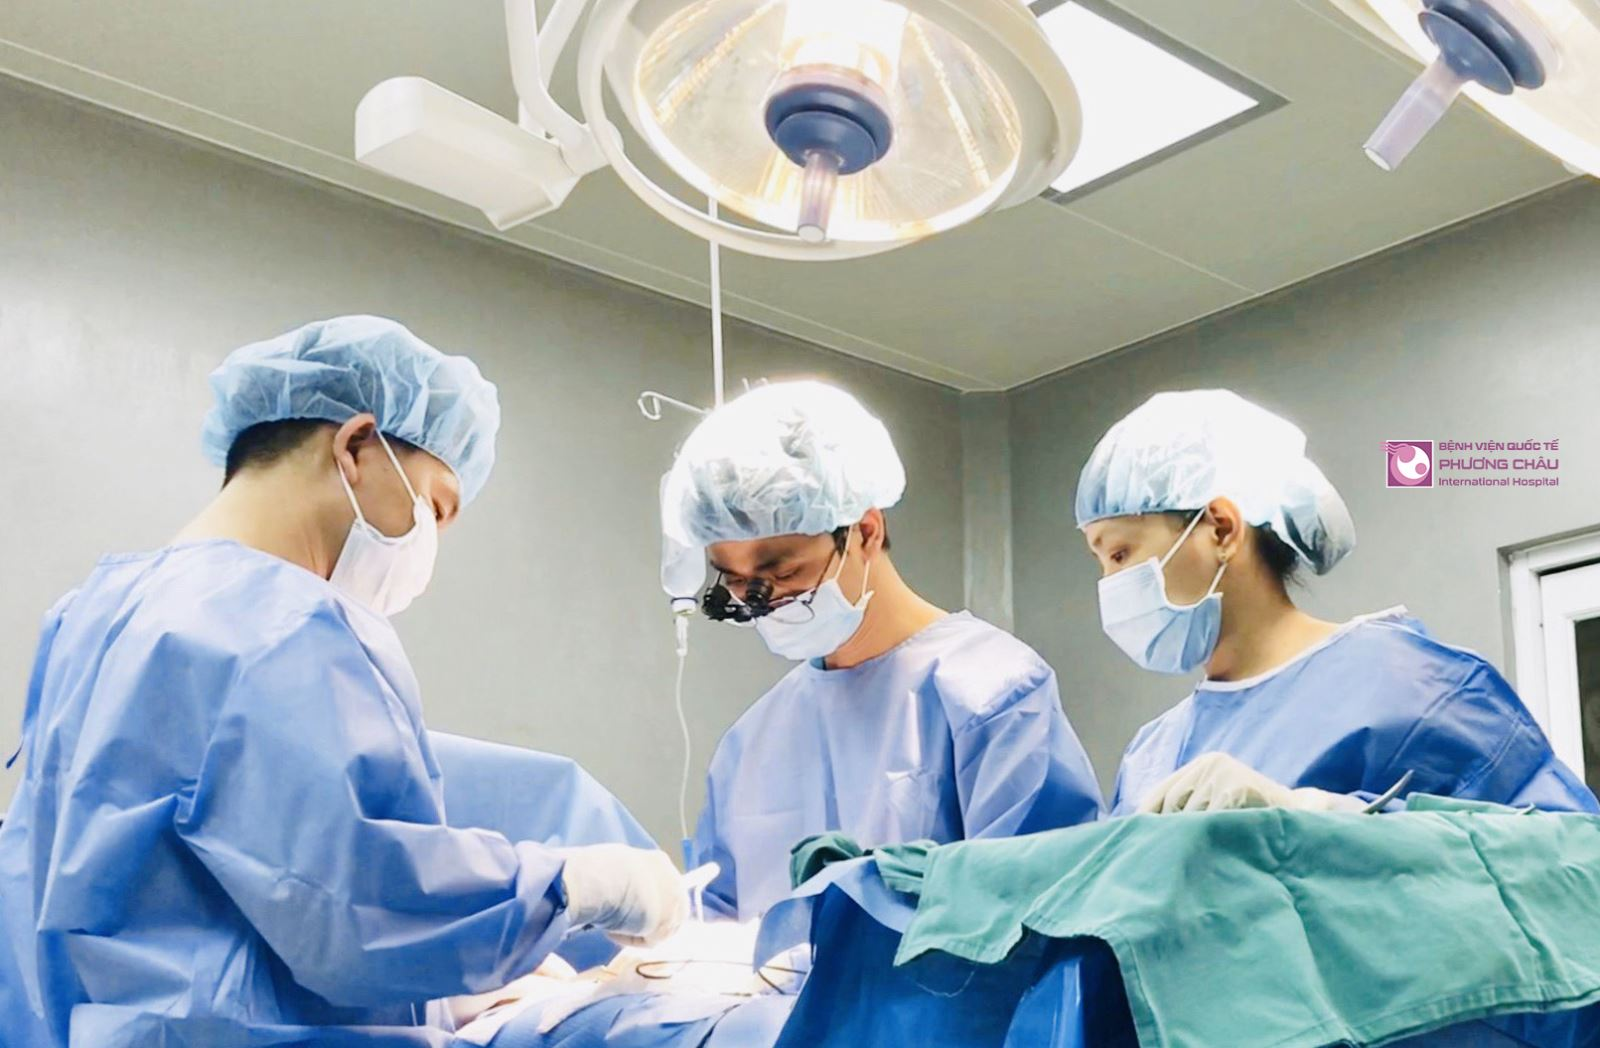 BỆNH VIỆN QUỐC TẾ
PHƯƠNG CHÂU
International Hospital